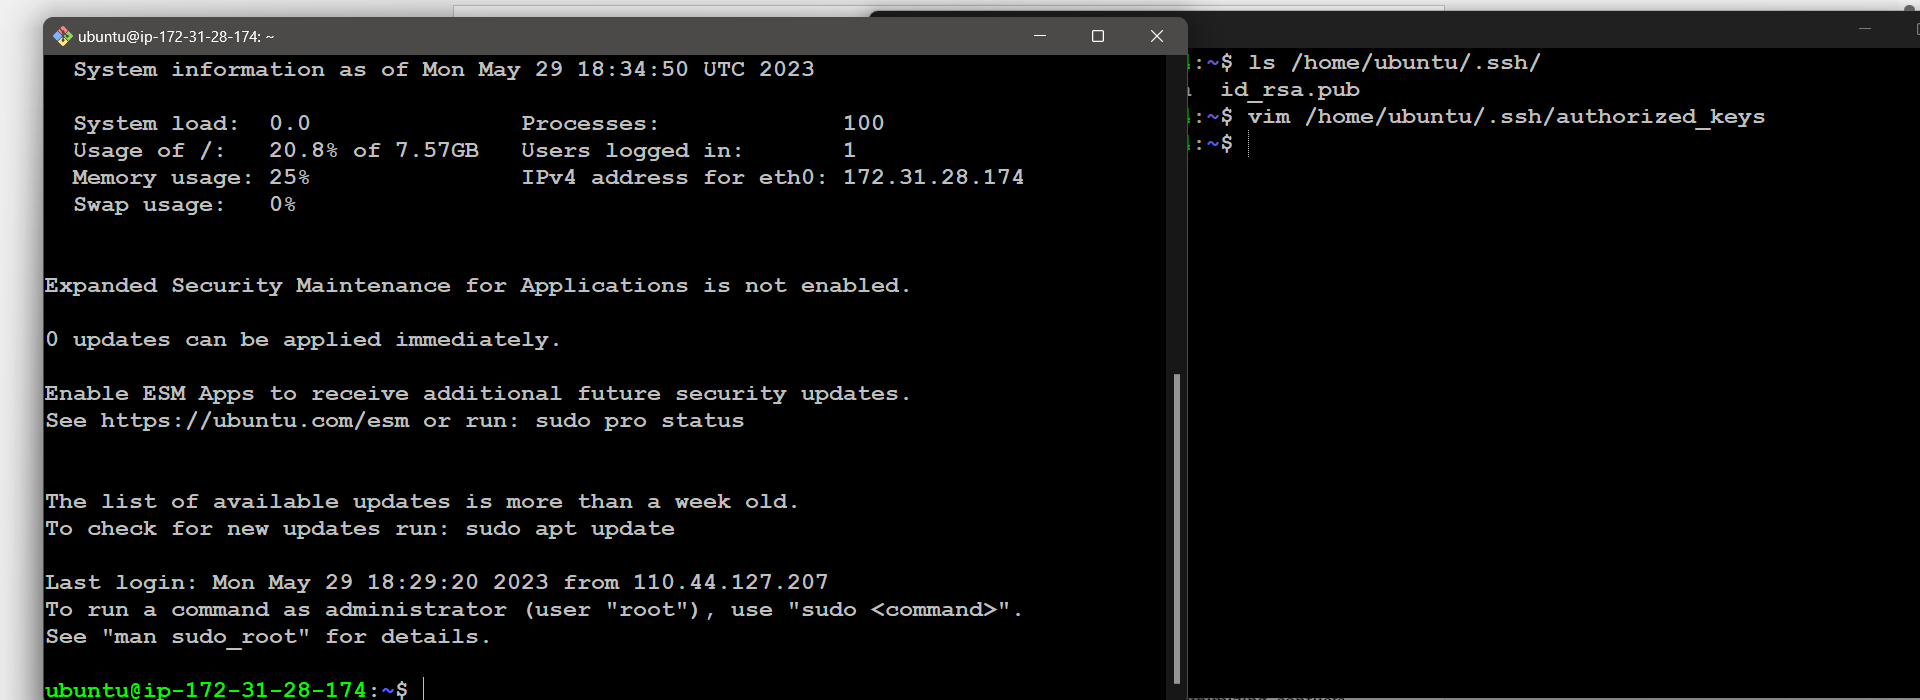 ubuntu@ip-172-31-28-174: ~
System information as of Mon May 29 18:34:50 UTC 2023
System load: 0.0 Processes: 100
Usage of /: 20.8% of 7.57GB Users logged in: 1
Memory usage: 25% IPv4 address for eth0: 172.31.28.174
Swap usage: 0%
Expanded Security Maintenance for Applications is not enabled.
0 updates can be applied immediately.
Enable ESM Apps to receive additional future security updates.
See https://ubuntu.com/esm or run: sudo pro status
The list of available updates is more than a week old.
To check for new updates run: sudo apt update
Last login: Mon May 29 18:29:20 2023 from 110.44.127.207
To run a command as administrator (user "root"), use "sudo <command>".
See "man sudo_root" for details.
ubuntu@ip-172-31-28-174:~$
:~$ ls /home/ubuntu/.ssh/
id_rsa.pub
:~$ vim /home/ubuntu/.ssh/authorized_keys
:~$